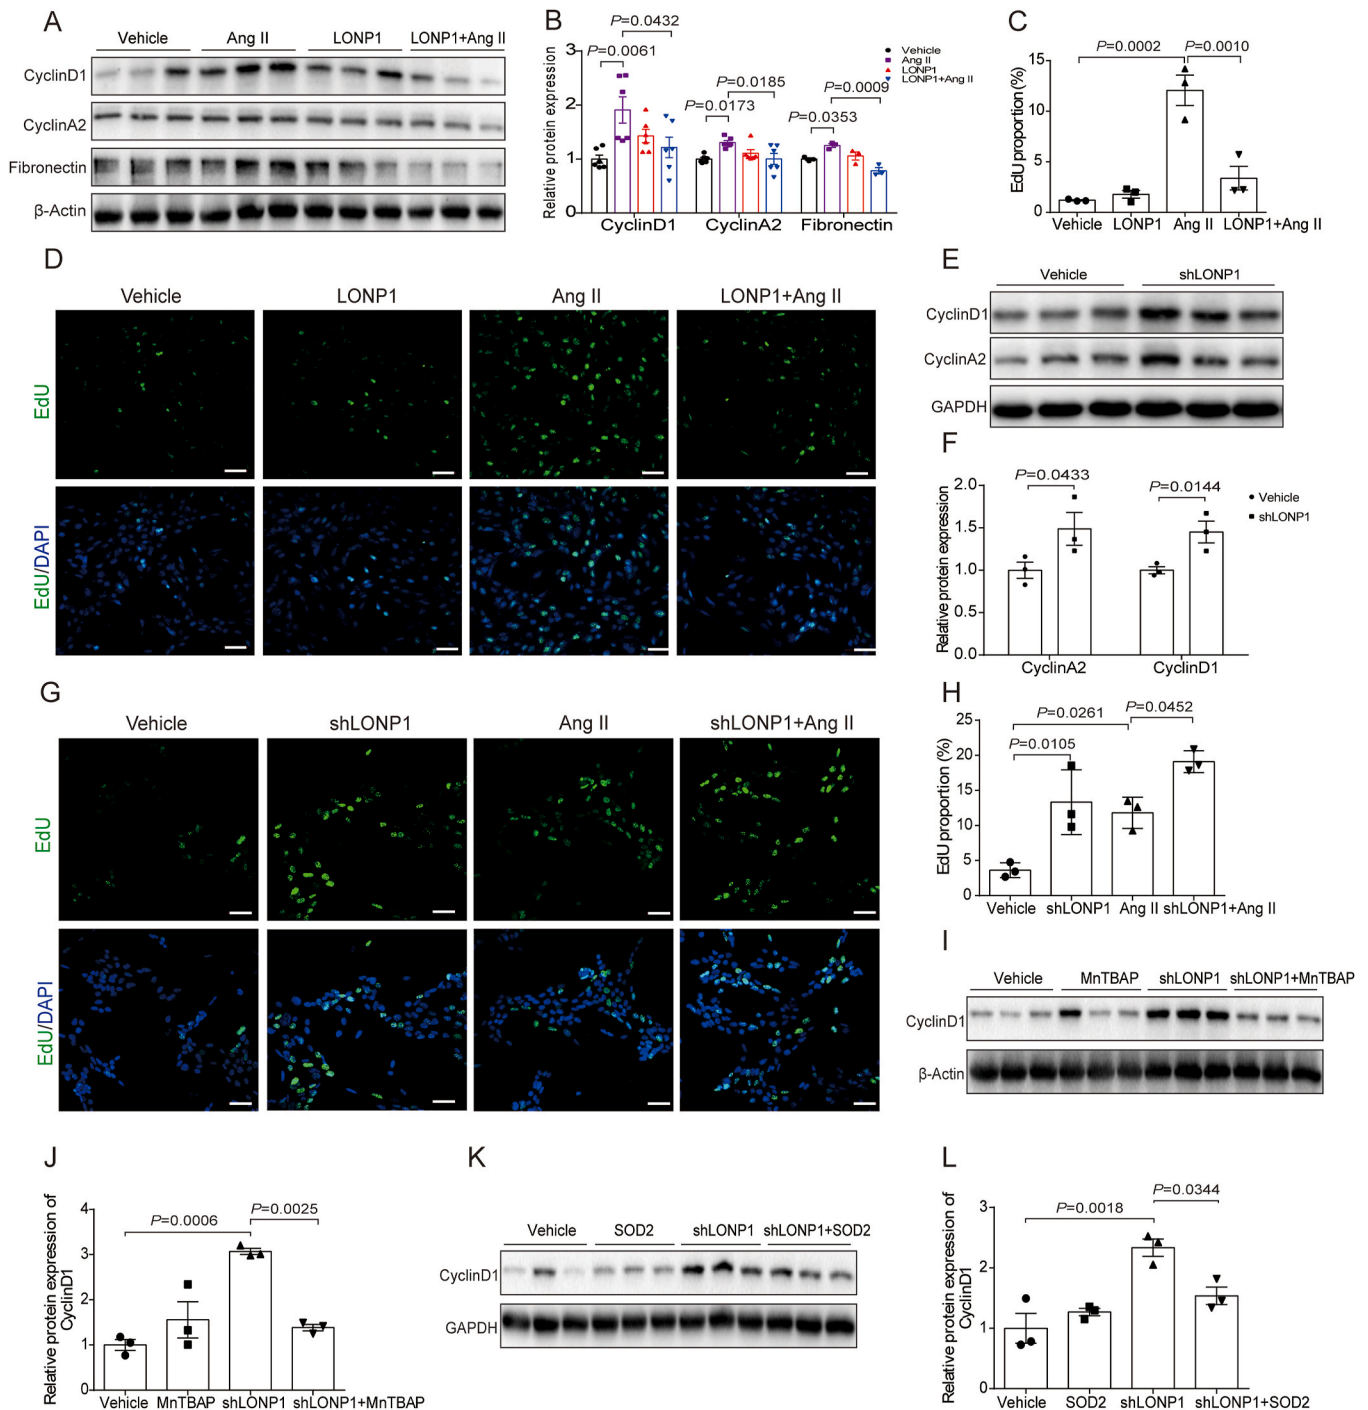 A
Vehicle Ang II LONP1 LONP1+Ang II
CyclinD1
CyclinA2
Fibronectin
β-Actin
B
P=0.0432
P=0.0061
P=0.0185
P=0.0173
P=0.0009
P=0.0353
Vehicle
Ang II
LONP1
LONP1+Ang II
Relative protein expression
3
2
1
0
CyclinD1 CyclinA2 Fibronectin
C
P=0.0002 P=0.0010
EdU proportion (%)
15
10
5
0
Vehicle LONP1 Ang II LONP1+Ang II
D
Vehicle LONP1 Ang II LONP1+Ang II
EdU
EdU/DAPI
E
Vehicle shLONP1
CyclinD1
CyclinA2
GAPDH
F
P=0.0433
P=0.0144
Vehicle
shLONP1
Relative protein expression
2.0
1.5
1.0
0.5
0.0
CyclinA2 CyclinD1
G
Vehicle shLONP1 Ang II shLONP1+Ang II
EdU
EdU/DAPI
H
P=0.0452
P=0.0261
P=0.0105
EdU proportion (%)
25
20
15
10
5
0
Vehicle shLONP1 Ang II shLONP1+Ang II
I
Vehicle MnTBAP shLONP1 shLONP1+MnTBAP
CyclinD1
β-Actin
J
P=0.0006 P=0.0025
Relative protein expression of
CyclinD1
4
3
2
1
0
Vehicle MnTBAP shLONP1 shLONP1+MnTBAP
K
Vehicle SOD2 shLONP1 shLONP1+SOD2
CyclinD1
GAPDH
L
P=0.0344
P=0.0018
Relative protein expression of
CyclinD1
3
2
1
0
Vehicle SOD2 shLONP1 shLONP1+SOD2